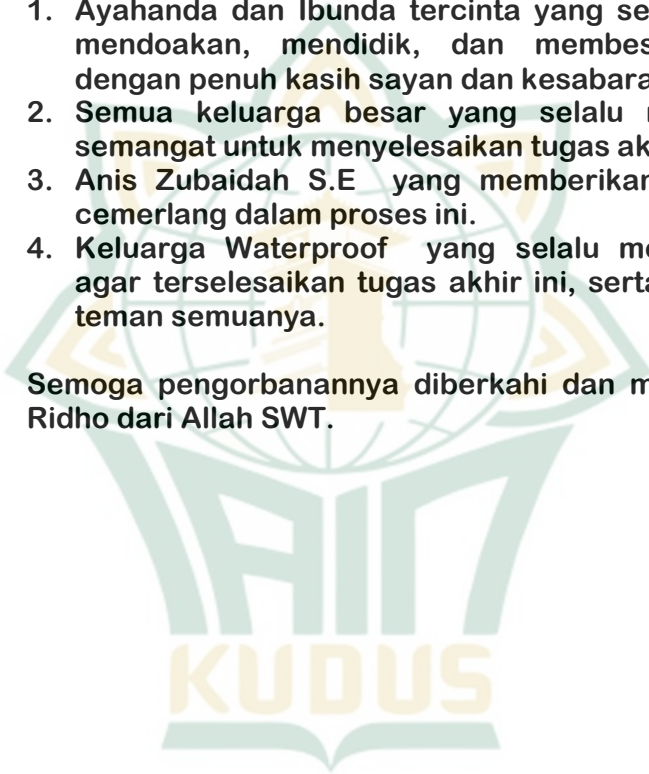 1. Ayahanda dan Ibunda tercinta yang se
mendoakan, mendidik, dan membes
dengan penuh kasih sayan dan kesabara
2. Semua keluarga besar yang selalu
semangat untuk menyelesaikan tugas ak
3. Anis Zubaidah S.E yang memberikan
cemerlang dalam proses ini.
4. Keluarga Waterproof yang selalu me
agar terselesaikan tugas akhir ini, serta
teman semuanya.
Semoga pengorbanannya diberkahi dan m
Ridho dari Allah SWT.
IAIN
KUDUS